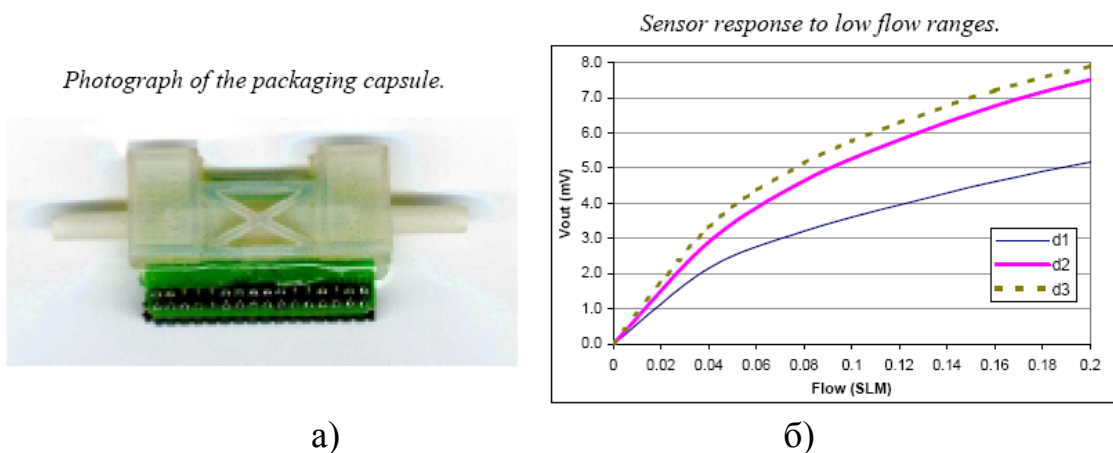 Photograph of the packaging capsule.
а)
Sensor response to low flow ranges.
8.0
7.0
6.0
5.0
4.0
3.0
2.0
1.0
0.0
Vout (mV)
0 0.02 0.04 0.06 0.08 0.1 0.12 0.14 0.16 0.18 0.2
Flow (SLM)
d1
d2
d3
б)